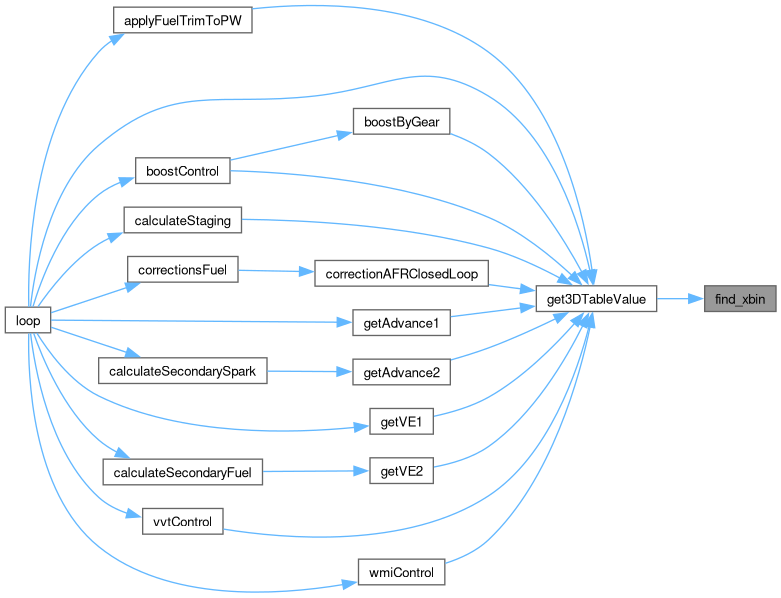 applyFuelTrimToPW
boostByGear
boostControl
calculateStaging
correctionsFuel
correctionAFRClosedLoop
get3DTableValue
find_xbin
loop
getAdvance1
calculateSecondarySpark
getAdvance2
getVE1
calculateSecondaryFuel
getVE2
vvtControl
wmiControl